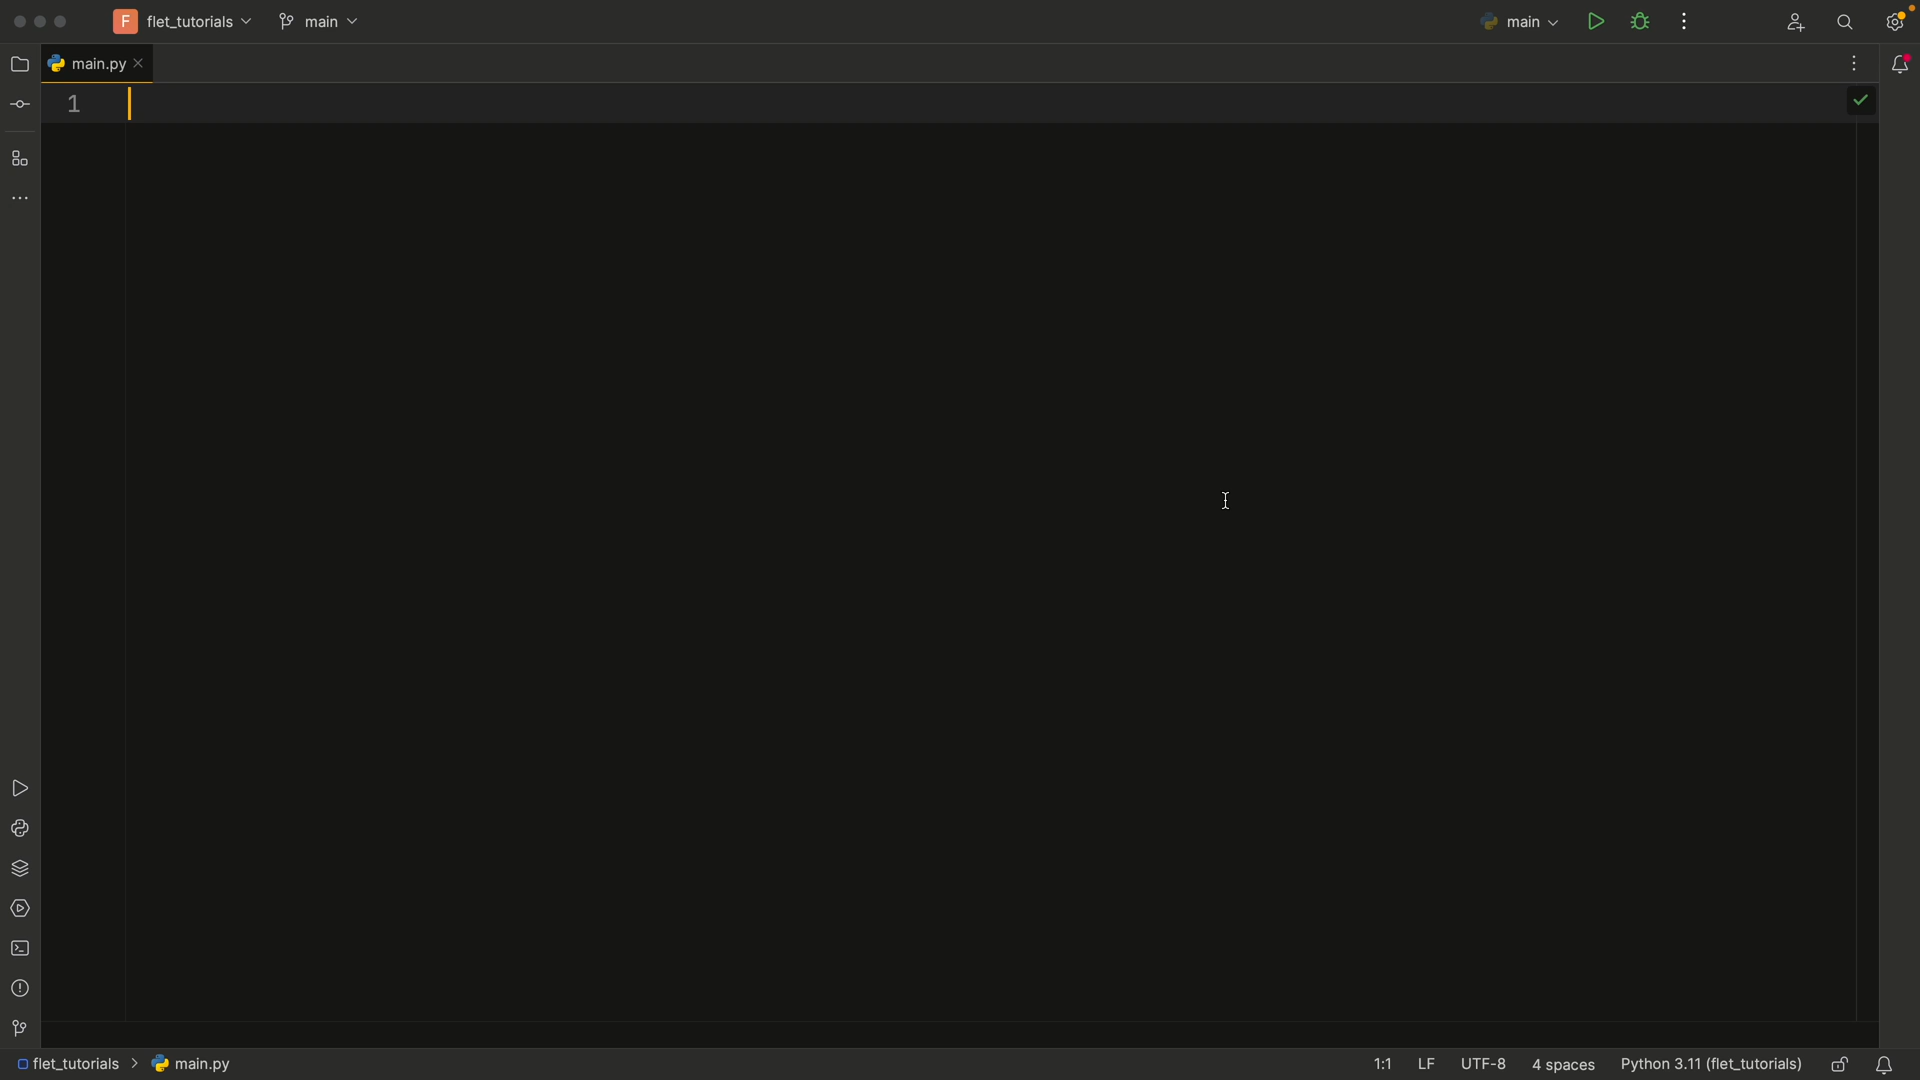 F flet_tutorials main main
main.py
1
flet_tutorials main.py 1:1 LF UTF-8 4 spaces Python 3.11 (flet_tutorials)